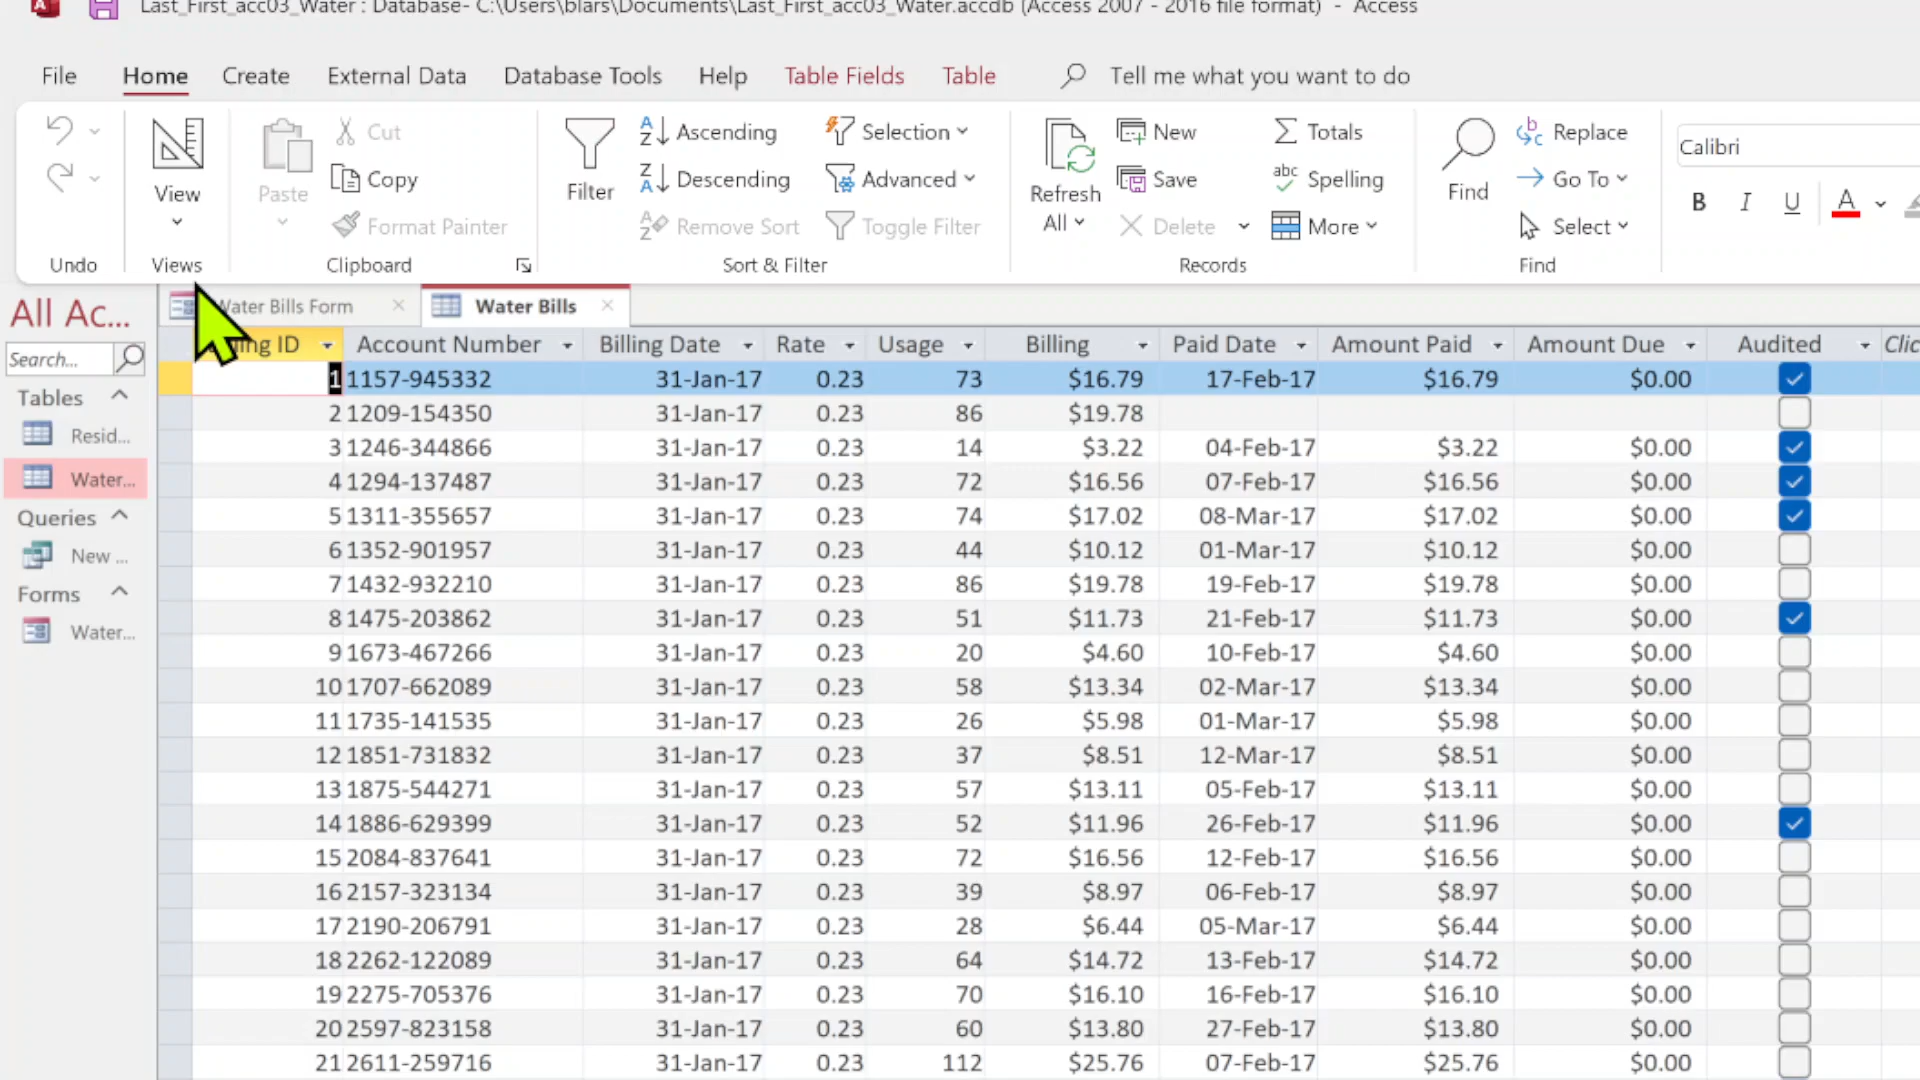 Last_First_acc03_Water : Database- C:\Users\blars\Documents\Last_First_acc03_Water.accdb (Access 2007 - 2016 file format) - Access
File Home Create External Data Database Tools Help Table Fields Table Tell me what you want to do
Undo
View
Views
Paste
Cut
Copy
Format Painter
Clipboard
Filter
Ascending
Descending
Remove Sort
Selection
Advanced
Toggle Filter
Sort & Filter
Refresh
All
New
Save
Delete
Totals
Spelling
More
Records
Find
Replace
Go To
Select
Find
Calibri
B I U A
All Ac...
Search...
Tables
Resid...
Water...
Queries
New ...
Forms
Water...
Water Bills Form Water Bills
ing ID Account Number Billing Date Rate Usage Billing Paid Date Amount Paid Amount Due Audited Clic
1 1157-945332 31-Jan-17 0.23 73 $16.79 17-Feb-17 $16.79 $0.00
2 1209-154350 31-Jan-17 0.23 86 $19.78
3 1246-344866 31-Jan-17 0.23 14 $3.22 04-Feb-17 $3.22 $0.00
4 1294-137487 31-Jan-17 0.23 72 $16.56 07-Feb-17 $16.56 $0.00
5 1311-355657 31-Jan-17 0.23 74 $17.02 08-Mar-17 $17.02 $0.00
6 1352-901957 31-Jan-17 0.23 44 $10.12 01-Mar-17 $10.12 $0.00
7 1432-932210 31-Jan-17 0.23 86 $19.78 19-Feb-17 $19.78 $0.00
8 1475-203862 31-Jan-17 0.23 51 $11.73 21-Feb-17 $11.73 $0.00
9 1673-467266 31-Jan-17 0.23 20 $4.60 10-Feb-17 $4.60 $0.00
10 1707-662089 31-Jan-17 0.23 58 $13.34 02-Mar-17 $13.34 $0.00
11 1735-141535 31-Jan-17 0.23 26 $5.98 01-Mar-17 $5.98 $0.00
12 1851-731832 31-Jan-17 0.23 37 $8.51 12-Mar-17 $8.51 $0.00
13 1875-544271 31-Jan-17 0.23 57 $13.11 05-Feb-17 $13.11 $0.00
14 1886-629399 31-Jan-17 0.23 52 $11.96 26-Feb-17 $11.96 $0.00
15 2084-837641 31-Jan-17 0.23 72 $16.56 12-Feb-17 $16.56 $0.00
16 2157-323134 31-Jan-17 0.23 39 $8.97 06-Feb-17 $8.97 $0.00
17 2190-206791 31-Jan-17 0.23 28 $6.44 05-Mar-17 $6.44 $0.00
18 2262-122089 31-Jan-17 0.23 64 $14.72 13-Feb-17 $14.72 $0.00
19 2275-705376 31-Jan-17 0.23 70 $16.10 16-Feb-17 $16.10 $0.00
20 2597-823158 31-Jan-17 0.23 60 $13.80 27-Feb-17 $13.80 $0.00
21 2611-259716 31-Jan-17 0.23 112 $25.76 07-Feb-17 $25.76 $0.00